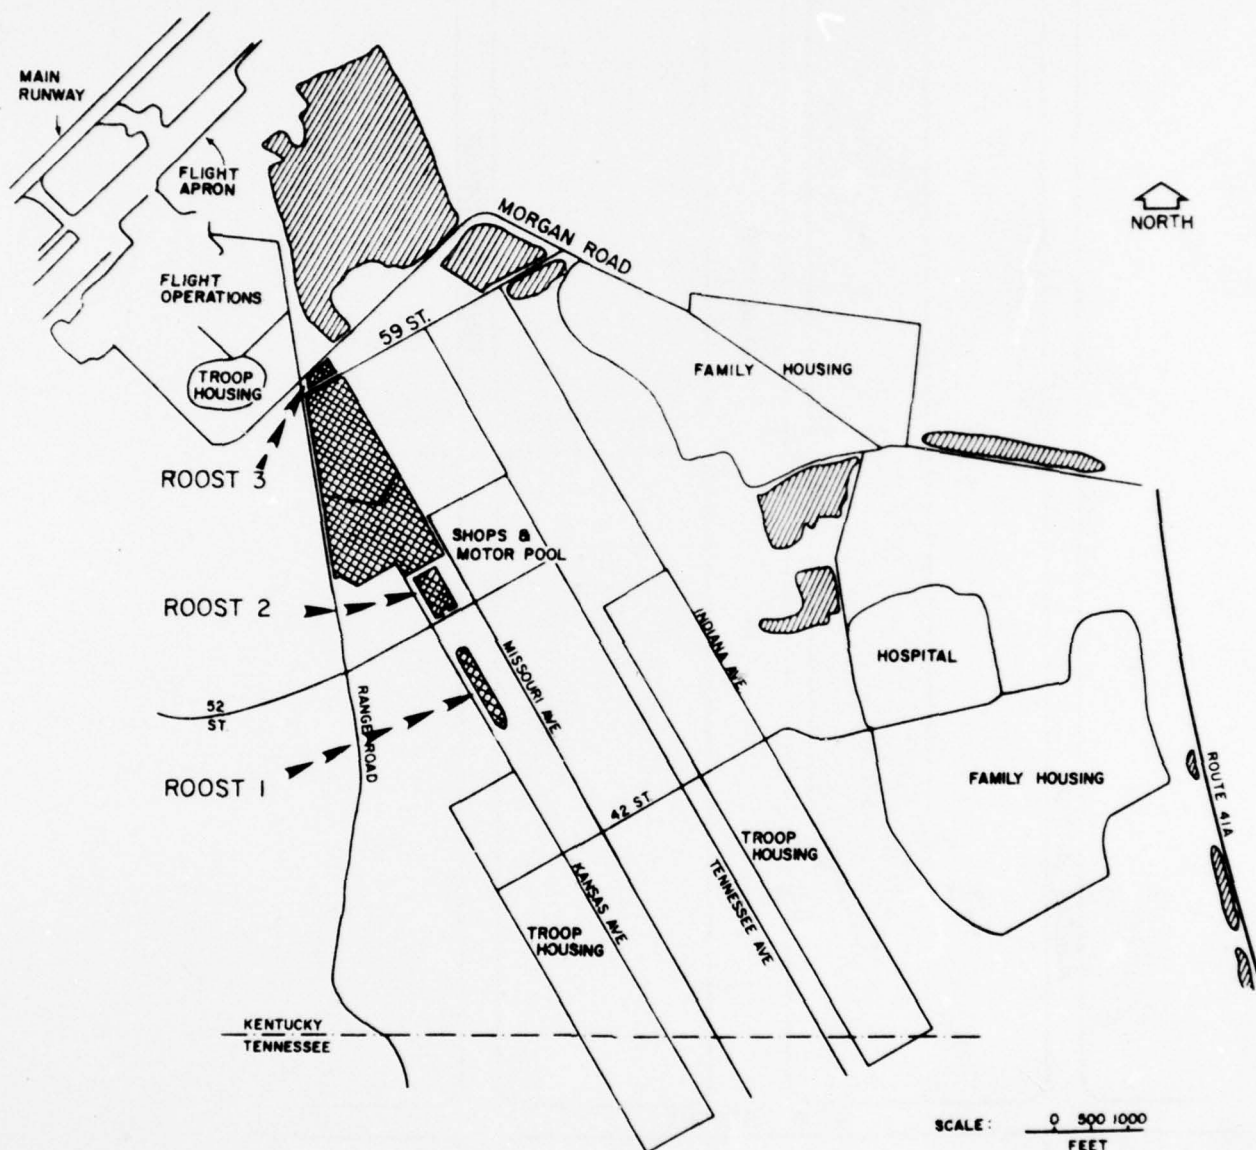 MAIN
RUNWAY
FLIGHT
APRON
NORTH
MORGAN ROAD
FLIGHT
OPERATIONS
59 ST.
TROOP
HOUSING
FAMILY HOUSING
ROOST 3
SHOPS &
MOTOR POOL
ROOST 2
INDIANA AVE.
MISSOURI AVE.
HOSPITAL
52
ST.
RANGE ROAD
ROOST 1
ROUTE 41A
FAMILY HOUSING
42 ST
TROOP
HOUSING
KANSAS AVE.
TENNESSEE AVE.
TROOP
HOUSING
KENTUCKY
TENNESSEE
SCALE: 0 500 1000
FEET